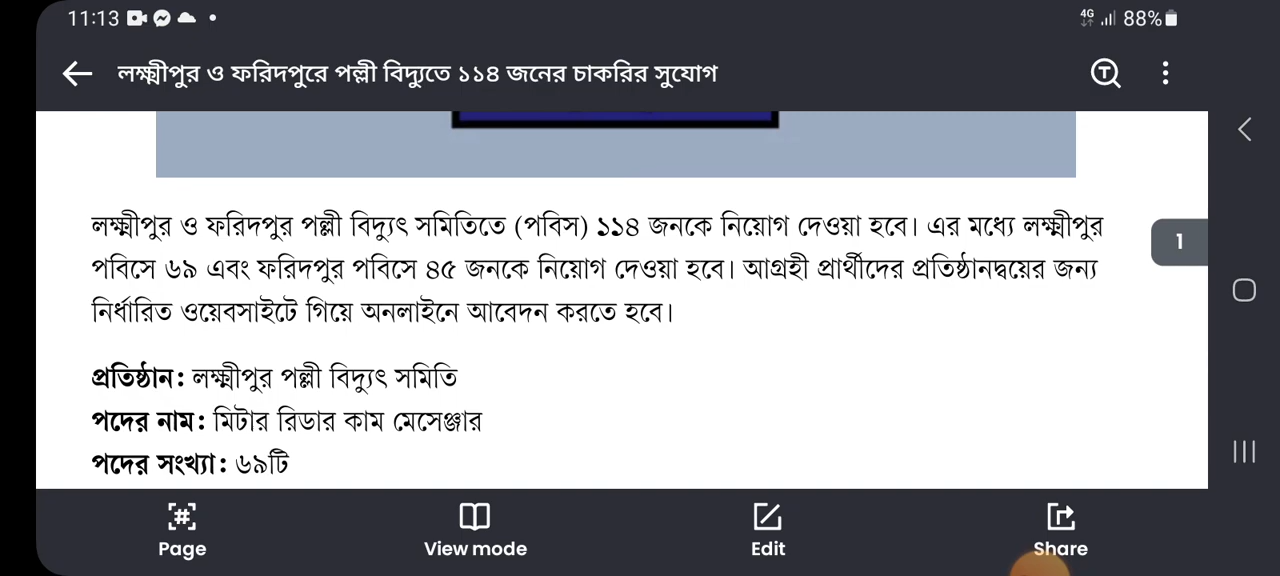 11:13 4G 88%
লক্ষ্মীপুর ও ফরিদপুরে পল্লী বিদ্যুতে ১১৪ জনের চাকরির সুযোগ
লক্ষ্মীপুর ও ফরিদপুর পল্লী বিদ্যুৎ সমিতিতে (পবিস) ১১৪ জনকে নিয়োগ দেওয়া হবে। এর মধ্যে লক্ষ্মীপুর
পবিসে ৬৯ এবং ফরিদপুর পবিসে ৪৫ জনকে নিয়োগ দেওয়া হবে। আগ্রহী প্রার্থীদের প্রতিষ্ঠানদ্বয়ের জন্য
নির্ধারিত ওয়েবসাইটে গিয়ে অনলাইনে আবেদন করতে হবে।
1
প্রতিষ্ঠান: লক্ষ্মীপুর পল্লী বিদ্যুৎ সমিতি
পদের নাম: মিটার রিডার কাম মেসেঞ্জার
পদের সংখ্যা: ৬৯টি
Page View mode Edit Share